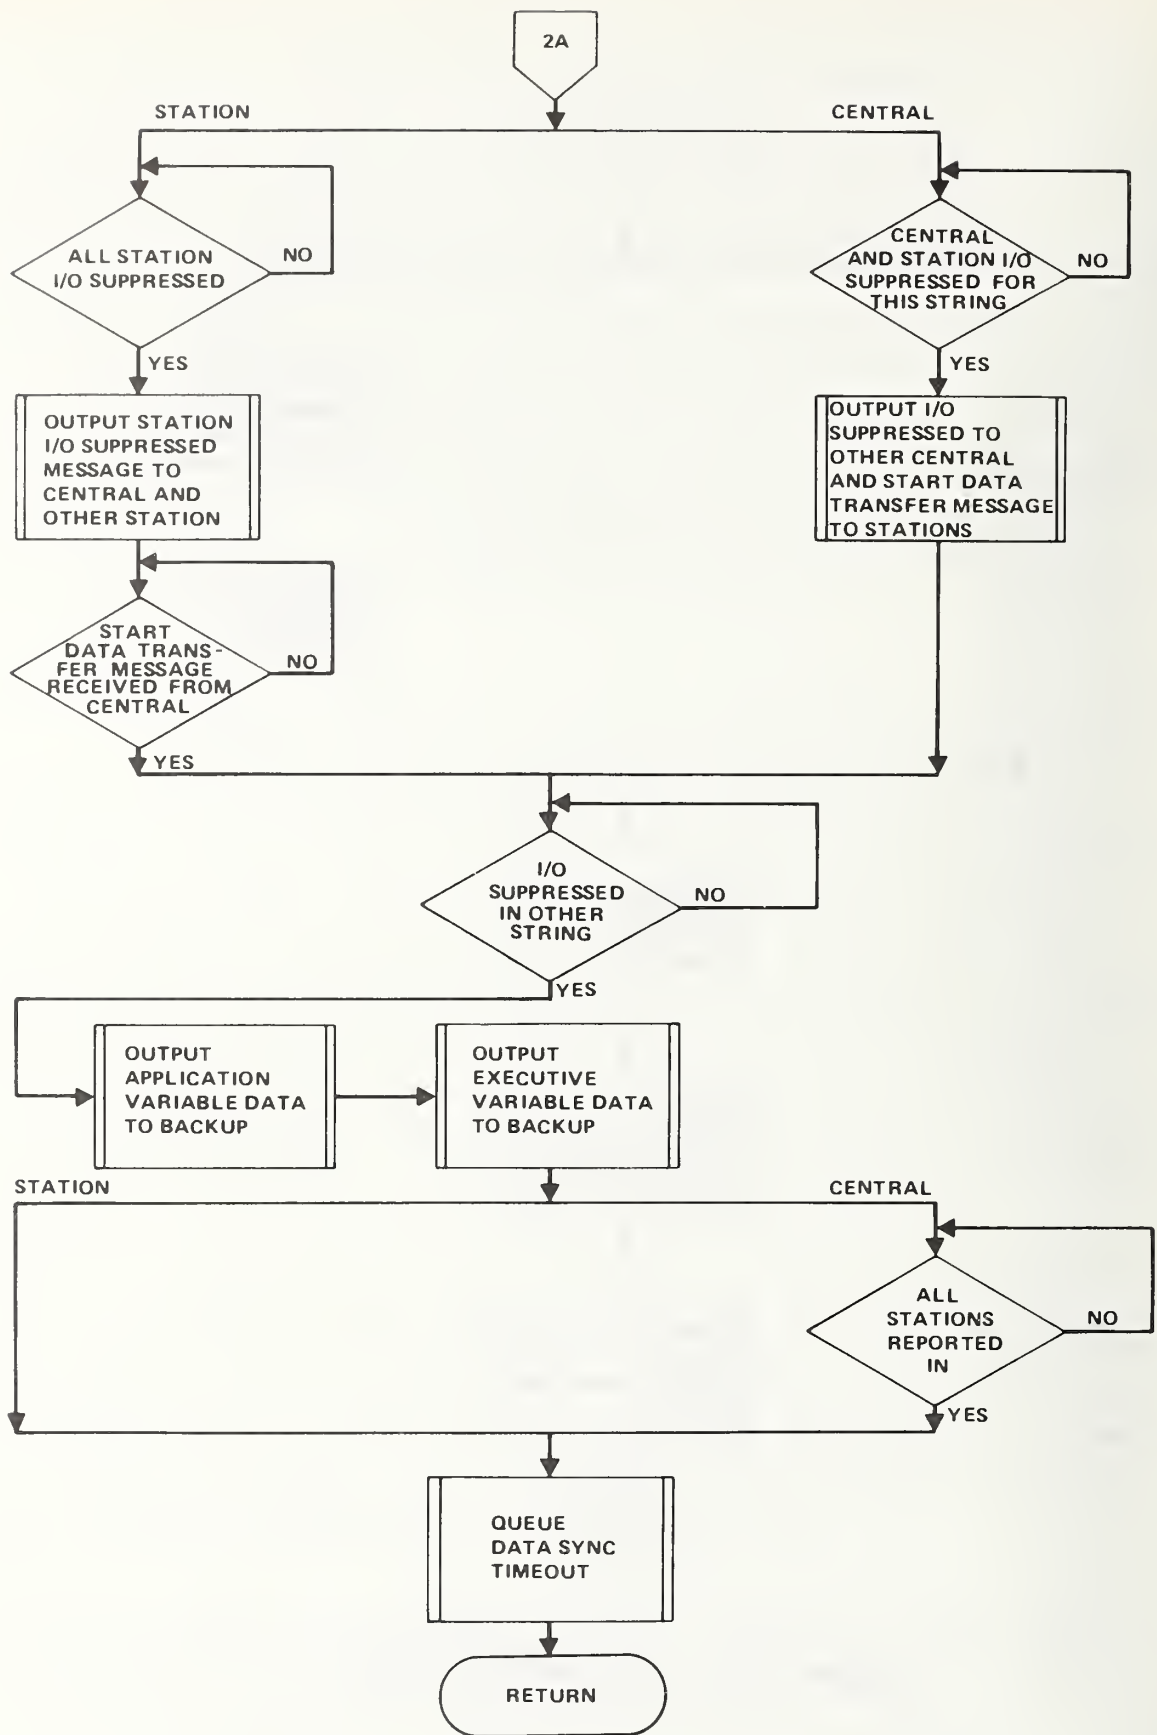 2A
STATION
CENTRAL
ALL STATION
I/O SUPPRESSED
NO
YES
CENTRAL
AND STATION I/O
SUPPRESSED FOR
THIS STRING
NO
YES
OUTPUT STATION
I/O SUPPRESSED
MESSAGE TO
CENTRAL AND
OTHER STATION
OUTPUT I/O
SUPPRESSED TO
OTHER CENTRAL
AND START DATA
TRANSFER MESSAGE
TO STATIONS
START
DATA TRANS-
FER MESSAGE
RECEIVED FROM
CENTRAL
NO
YES
I/O
SUPPRESSED
IN OTHER
STRING
NO
YES
OUTPUT
APPLICATION
VARIABLE DATA
TO BACKUP
OUTPUT
EXECUTIVE
VARIABLE DATA
TO BACKUP
STATION
CENTRAL
ALL
STATIONS
REPORTED
IN
NO
YES
QUEUE
DATA SYNC
TIMEOUT
RETURN